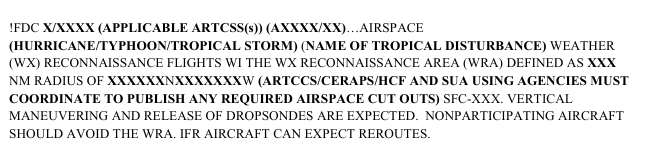 !FDC X/XXXX (APPLICABLE ARTCSS(s)) (AXXXX/XX)…AIRSPACE
(HURRICANE/TYPHOON/TROPICAL STORM) (NAME OF TROPICAL DISTURBANCE) WEATHER
(WX) RECONNAISSANCE FLIGHTS WI THE WX RECONNAISSANCE AREA (WRA) DEFINED AS XXX
NM RADIUS OF XXXXXXNXXXXXXXW (ARTCCS/CERAPS/HCF AND SUA USING AGENCIES MUST
COORDINATE TO PUBLISH ANY REQUIRED AIRSPACE CUT OUTS) SFC-XXX. VERTICAL
MANEUVERING AND RELEASE OF DROPSONDES ARE EXPECTED. NONPARTICIPATING AIRCRAFT
SHOULD AVOID THE WRA. IFR AIRCRAFT CAN EXPECT REROUTES.